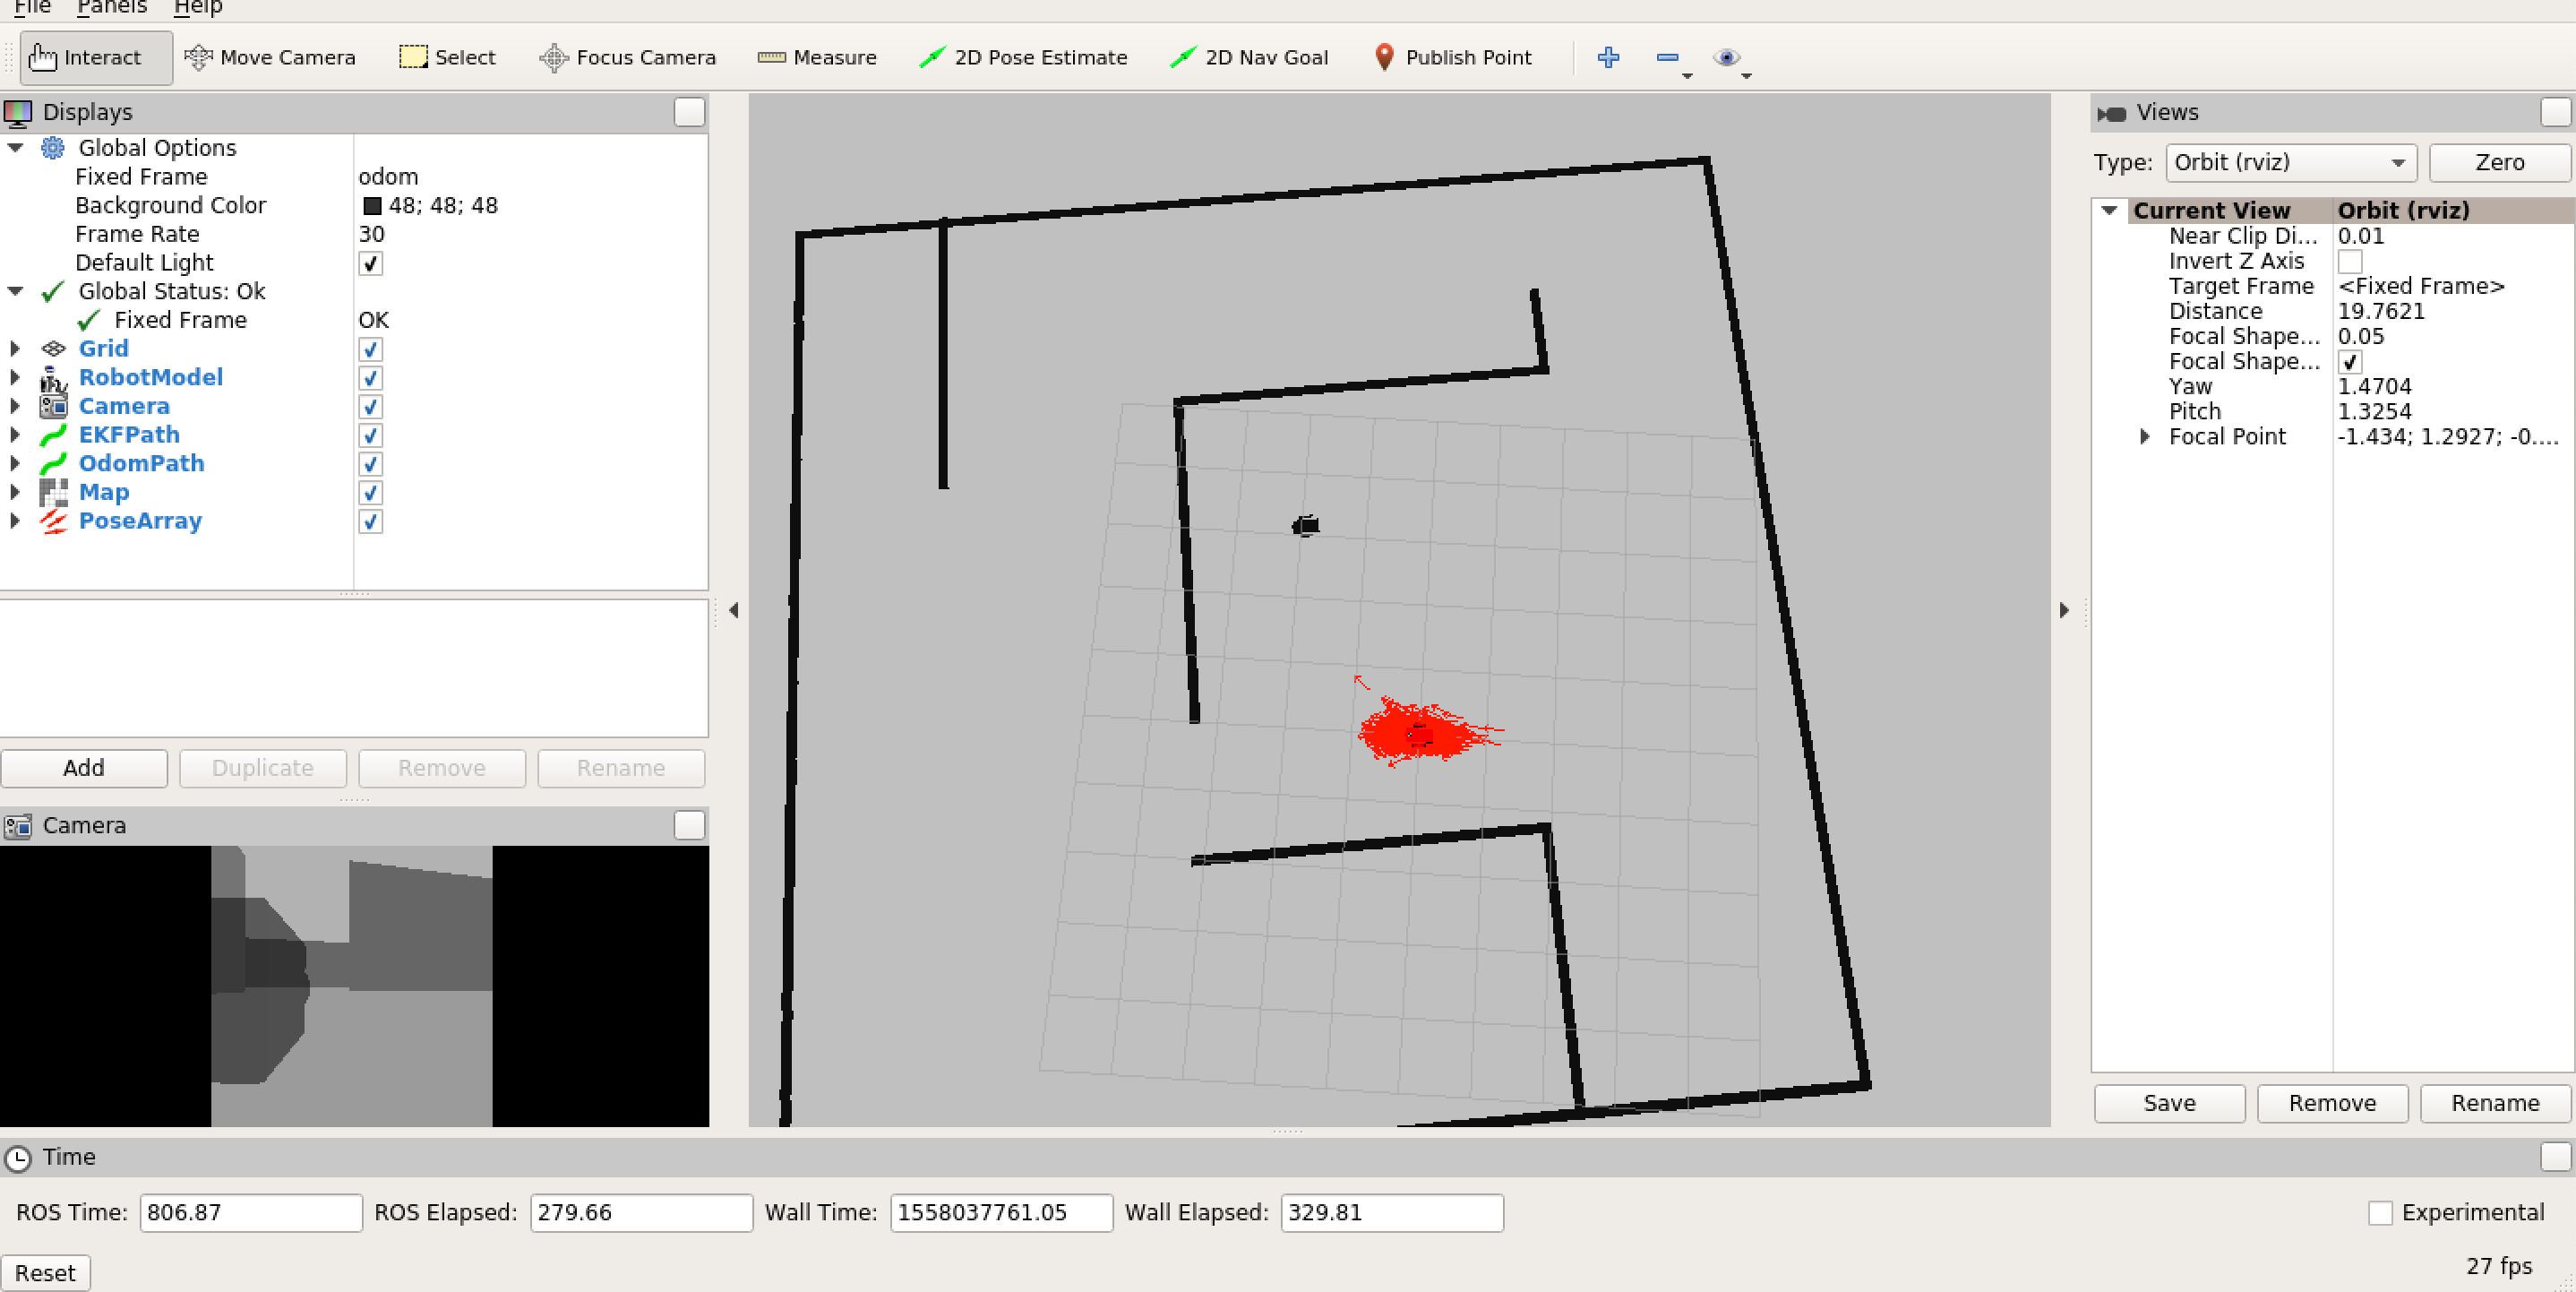 File Panels Help
Interact Move Camera Select Focus Camera Measure 2D Pose Estimate 2D Nav Goal Publish Point
Displays
Global Options
Fixed Frame odom
Background Color 48; 48; 48
Frame Rate 30
Default Light
Global Status: Ok
Fixed Frame OK
Grid
RobotModel
Camera
EKFPath
OdomPath
Map
PoseArray
Add Duplicate Remove Rename
Camera
Views
Type: Orbit (rviz) Zero
Current View Orbit (rviz)
Near Clip Di... 0.01
Invert Z Axis
Target Frame <Fixed Frame>
Distance 19.7621
Focal Shape... 0.05
Focal Shape...
Yaw 1.4704
Pitch 1.3254
Focal Point -1.434; 1.2927; -0....
Save Remove Rename
Time
ROS Time: 806.87 ROS Elapsed: 279.66 Wall Time: 1558037761.05 Wall Elapsed: 329.81 Experimental
Reset 27 fps